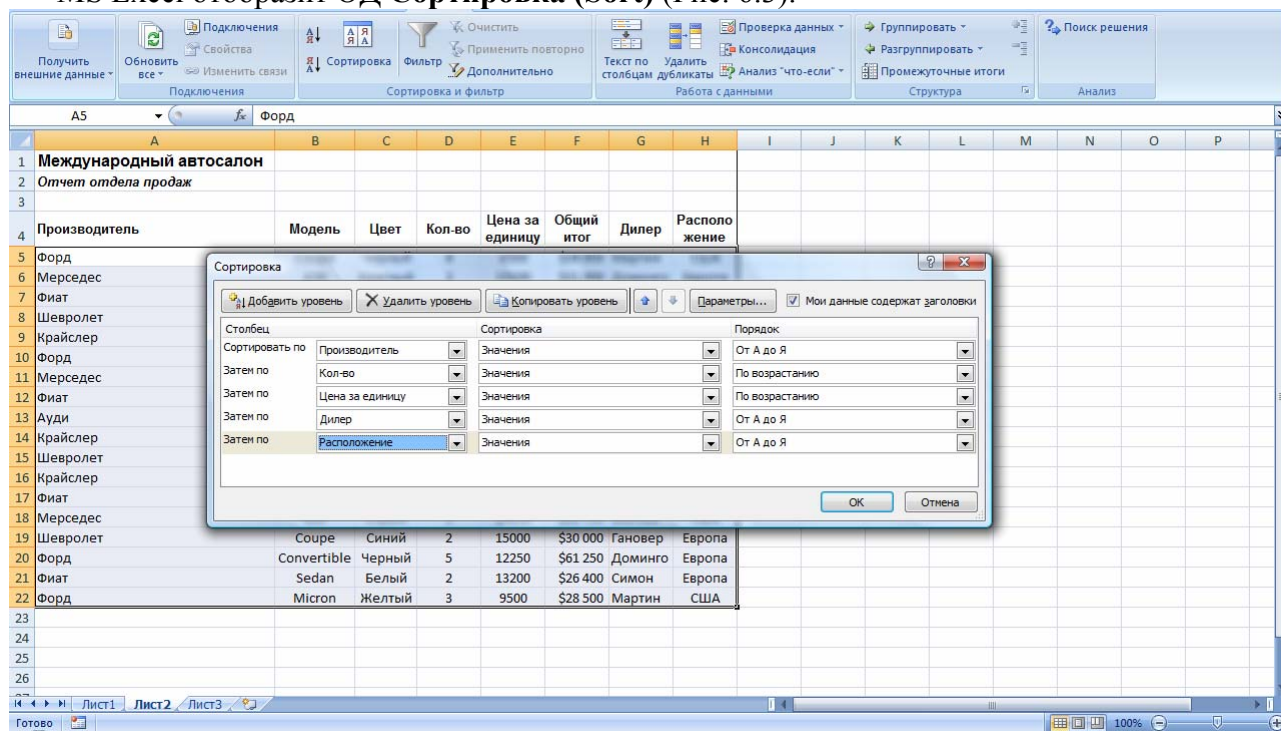 MS Excel отобразит ОД Сортировка (Sort) (Рис. 6.5).
Получить внешние данные
Обновить все
Подключения
Свойства
Изменить связи
Подключения
Сортировка
Фильтр
Очистить
Применить повторно
Дополнительно
Сортировка и фильтр
Текст по столбцам
Удалить дубликаты
Проверка данных
Консолидация
Анализ "что-если"
Работа с данными
Группировать
Разгруппировать
Промежуточные итоги
Структура
Поиск решения
Анализ
A5 fx Форд
A B C D E F G H I J K L M N O P
1 Международный автосалон
2 Отчет отдела продаж
3
4 Производитель Модель Цвет Кол-во Цена за единицу Общий итог Дилер Расположение
5 Форд
6 Мерседес
7 Фиат
8 Шевролет
9 Крайслер
10 Форд
11 Мерседес
12 Фиат
13 Ауди
14 Крайслер
15 Шевролет
16 Крайслер
17 Фиат
18 Мерседес
19 Шевролет Coupe Синий 2 15000 $30 000 Гановер Европа
20 Форд Convertible Черный 5 12250 $61 250 Доминго Европа
21 Фиат Sedan Белый 2 13200 $26 400 Симон Европа
22 Форд Micron Желтый 3 9500 $28 500 Мартин США
23
24
25
26
Сортировка
Добавить уровень Удалить уровень Копировать уровень Параметры... Мои данные содержат заголовки
Столбец Сортировка Порядок
Сортировать по Производитель Значения От А до Я
Затем по Кол-во Значения По возрастанию
Затем по Цена за единицу Значения По возрастанию
Затем по Дилер Значения От А до Я
Затем по Расположение Значения От А до Я
ОК Отмена
Лист1 Лист2 Лист3
Готово 100%